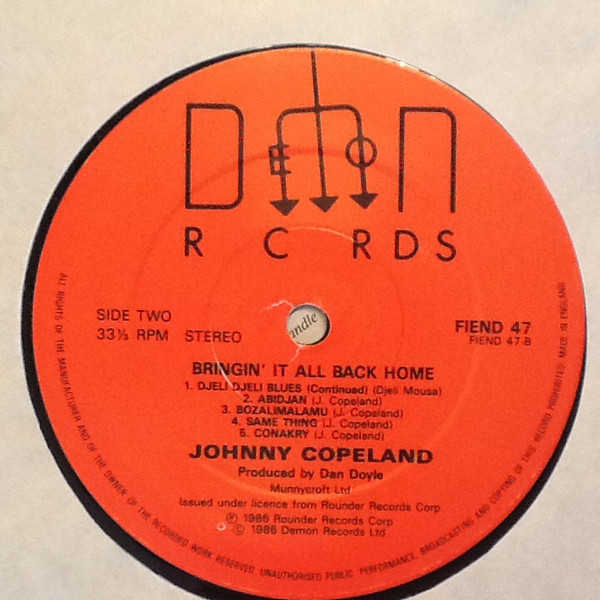 DEMON
RECORDS
SIDE TWO
33⅓ RPM STEREO
FIEND 47
FIEND 47-B
BRINGIN' IT ALL BACK HOME
1. DJELI DJELI BLUES (Continued) (Djeli Mousa)
2. ABIDJAN (J. Copeland)
3. BOZALIMALAMU (J. Copeland)
4. SAME THING (J. Copeland)
5. CONAKRY (J. Copeland)
JOHNNY COPELAND
Produced by Dan Doyle
Munnycroft Ltd
Issued under licence from Rounder Records Corp
℗ 1986 Rounder Records Corp
© 1986 Demon Records Ltd.
ALL RIGHTS OF THE MANUFACTURER AND OF THE OWNER OF THE RECORDED WORK RESERVED UNAUTHORISED PUBLIC PERFORMANCE, BROADCASTING AND COPYING OF THIS RECORD PROHIBITED. MADE IN ENGLAND